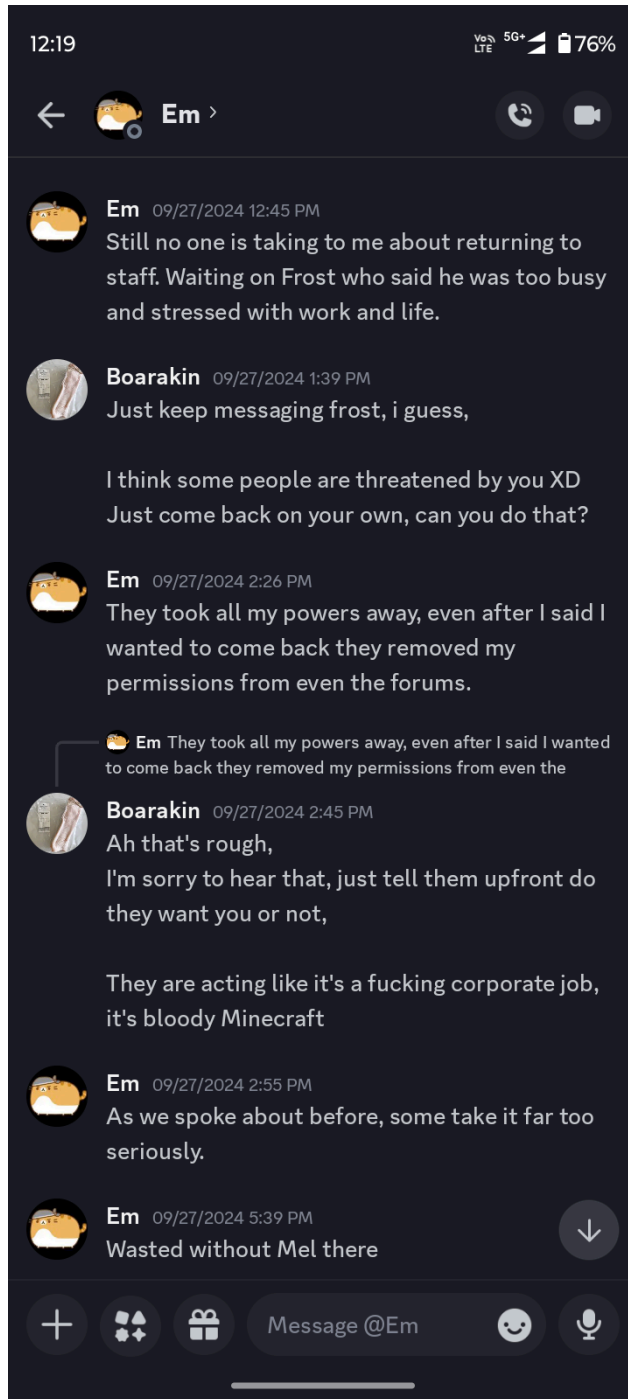 12:19
Vo LTE 5G+ 76%
Em
Em 09/27/2024 12:45 PM
Still no one is taking to me about returning to
staff. Waiting on Frost who said he was too busy
and stressed with work and life.
Boarakin 09/27/2024 1:39 PM
Just keep messaging frost, i guess,
I think some people are threatened by you XD
Just come back on your own, can you do that?
Em 09/27/2024 2:26 PM
They took all my powers away, even after I said I
wanted to come back they removed my
permissions from even the forums.
Em They took all my powers away, even after I said I wanted
to come back they removed my permissions from even the
Boarakin 09/27/2024 2:45 PM
Ah that's rough,
I'm sorry to hear that, just tell them upfront do
they want you or not,
They are acting like it's a fucking corporate job,
it's bloody Minecraft
Em 09/27/2024 2:55 PM
As we spoke about before, some take it far too
seriously.
Em 09/27/2024 5:39 PM
Wasted without Mel there
Message @Em